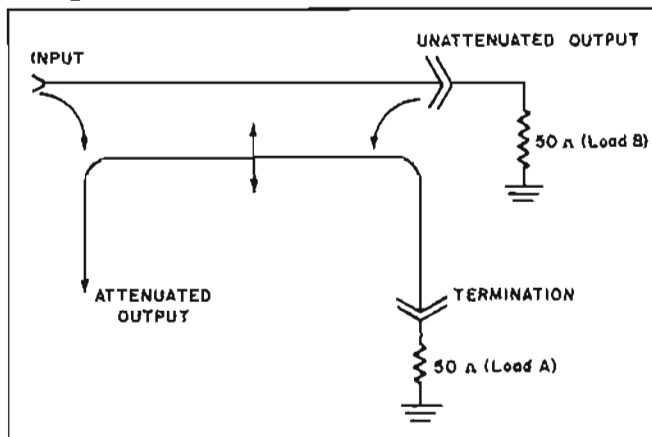 INPUT
UNATTENUATED OUTPUT
50 Ω (Load B)
ATTENUATED
OUTPUT
TERMINATION
50 Ω (Load A)